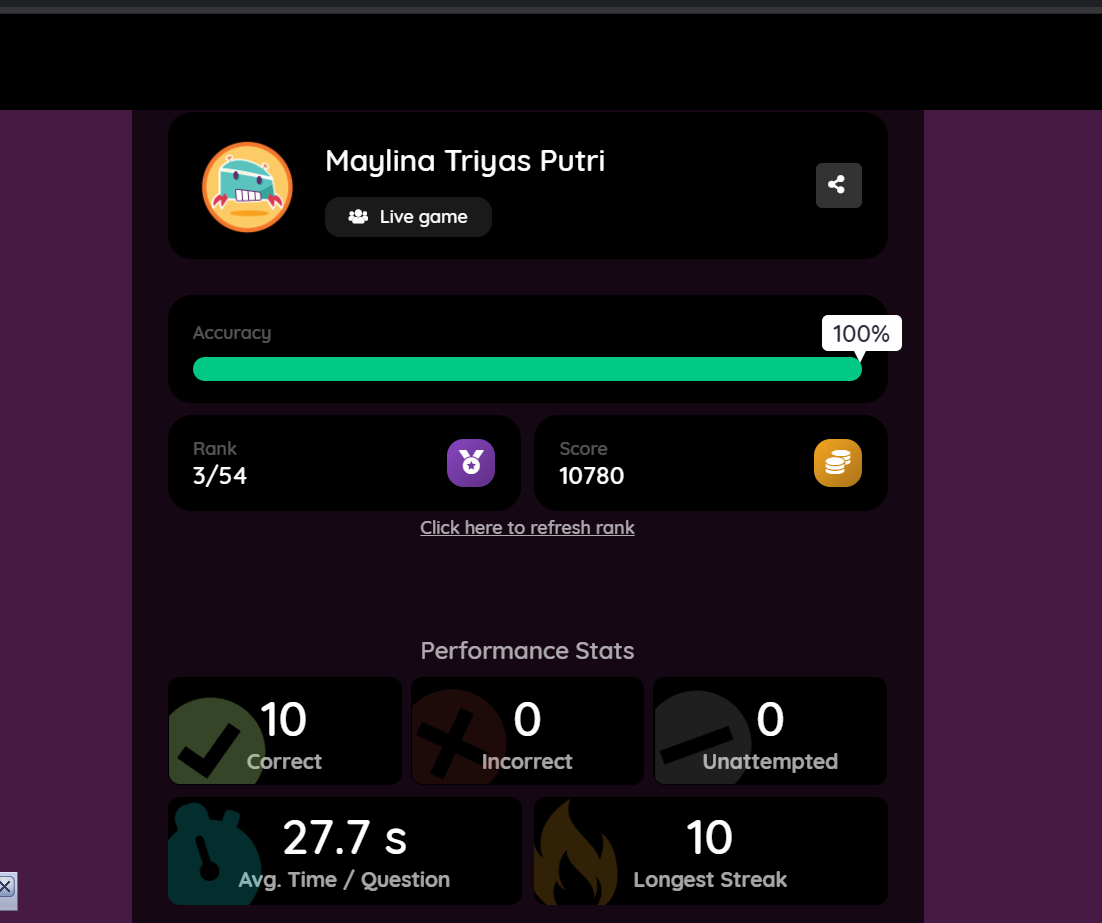 Maylina Triyas Putri
Live game
Accuracy
100%
Rank
3/54
Score
10780
Click here to refresh rank
Performance Stats
10
Correct
0
Incorrect
0
Unattempted
27.7 s
Avg. Time / Question
10
Longest Streak